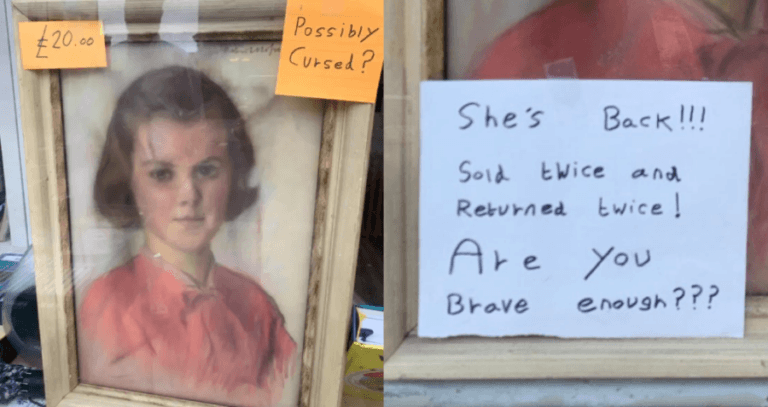 £20.00
Possibly
Cursed?
She's Back!!!
Sold twice and
Returned twice!
Are you
Brave enough???